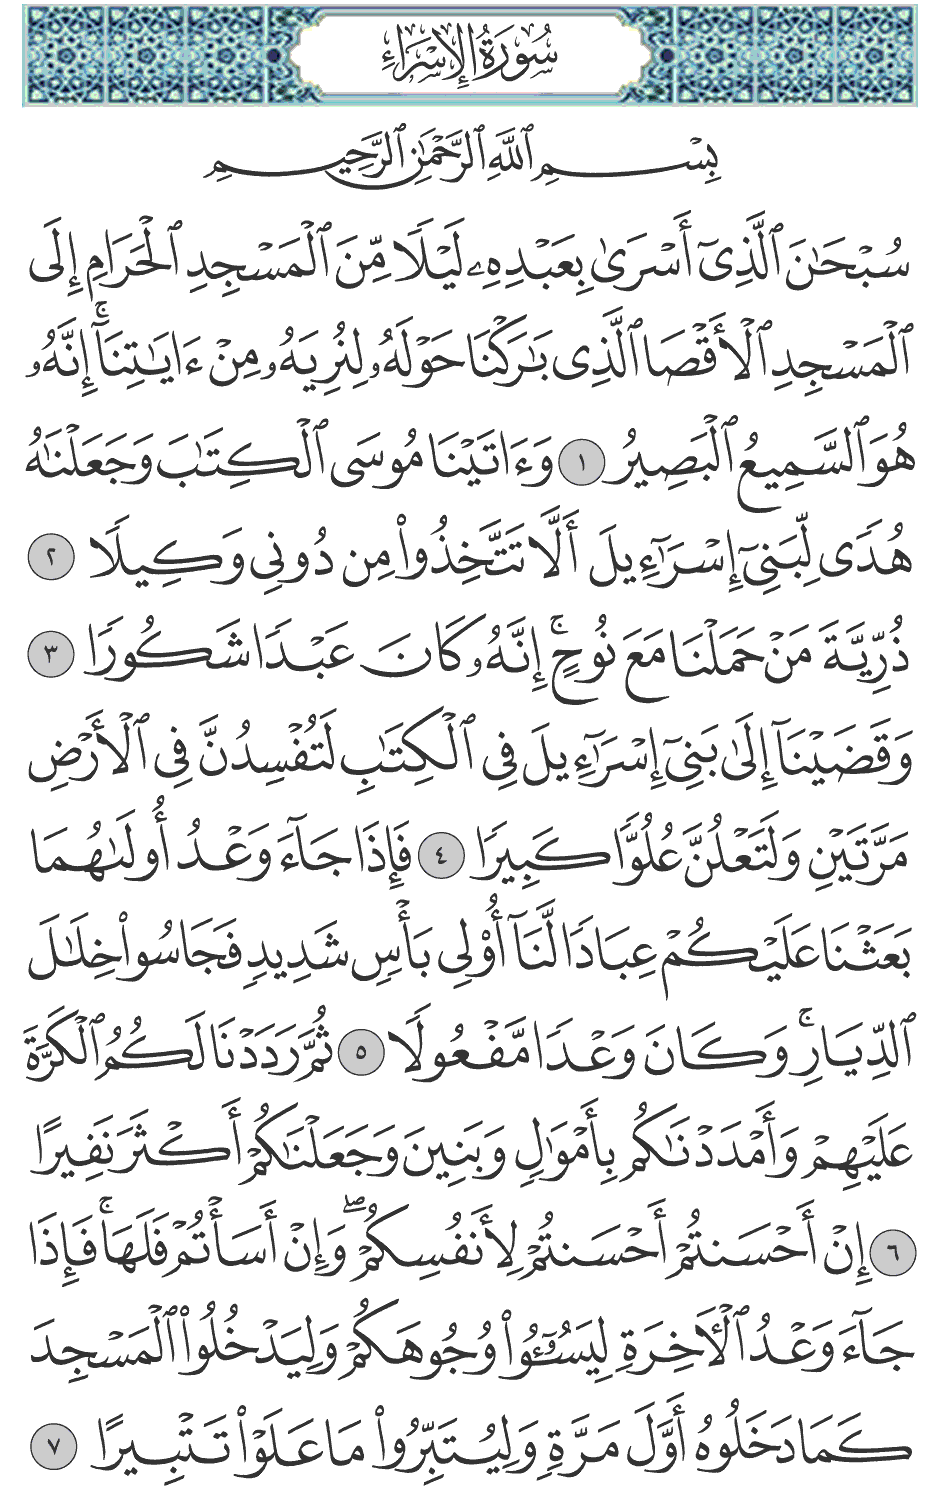 سُورَةُ الإِسْرَاءِ
بِسْمِ ٱللَّهِ ٱلرَّحْمَٰنِ ٱلرَّحِيمِ
سُبْحَٰنَ ٱلَّذِىٓ أَسْرَىٰ بِعَبْدِهِۦ لَيْلًا مِّنَ ٱلْمَسْجِدِ ٱلْحَرَامِ إِلَى
ٱلْمَسْجِدِ ٱلْأَقْصَا ٱلَّذِى بَٰرَكْنَا حَوْلَهُۥ لِنُرِيَهُۥ مِنْ ءَايَٰتِنَآ ۚ إِنَّهُۥ
هُوَ ٱلسَّمِيعُ ٱلْبَصِيرُ ١ وَءَاتَيْنَا مُوسَى ٱلْكِتَٰبَ وَجَعَلْنَٰهُ
هُدًى لِّبَنِىٓ إِسْرَٰٓءِيلَ أَلَّا تَتَّخِذُوا۟ مِن دُونِى وَكِيلًا ٢
ذُرِّيَّةَ مَنْ حَمَلْنَا مَعَ نُوحٍ ۚ إِنَّهُۥ كَانَ عَبْدًا شَكُورًا ٣
وَقَضَيْنَآ إِلَىٰ بَنِىٓ إِسْرَٰٓءِيلَ فِى ٱلْكِتَٰبِ لَتُفْسِدُنَّ فِى ٱلْأَرْضِ
مَرَّتَيْنِ وَلَتَعْلُنَّ عُلُوًّا كَبِيرًا ٤ فَإِذَا جَآءَ وَعْدُ أُولَىٰهُمَا
بَعَثْنَا عَلَيْكُمْ عِبَادًا لَّنَآ أُو۟لِى بَأْسٍ شَدِيدٍ فَجَاسُوا۟ خِلَٰلَ
ٱلدِّيَارِ ۚ وَكَانَ وَعْدًا مَّفْعُولًا ٥ ثُمَّ رَدَدْنَا لَكُمُ ٱلْكَرَّةَ
عَلَيْهِمْ وَأَمْدَدْنَٰكُم بِأَمْوَٰلٍ وَبَنِينَ وَجَعَلْنَٰكُمْ أَكْثَرَ نَفِيرًا
٦ إِنْ أَحْسَنتُمْ أَحْسَنتُمْ لِأَنفُسِكُمْ ۖ وَإِنْ أَسَأْتُمْ فَلَهَا ۚ فَإِذَا
جَآءَ وَعْدُ ٱلْءَاخِرَةِ لِيَسُۥٓـُٔوا۟ وُجُوهَكُمْ وَلِيَدْخُلُوا۟ ٱلْمَسْجِدَ
كَمَا دَخَلُوهُ أَوَّلَ مَرَّةٍ وَلِيُتَبِّرُوا۟ مَا عَلَوْا۟ تَتْبِيرًا ٧